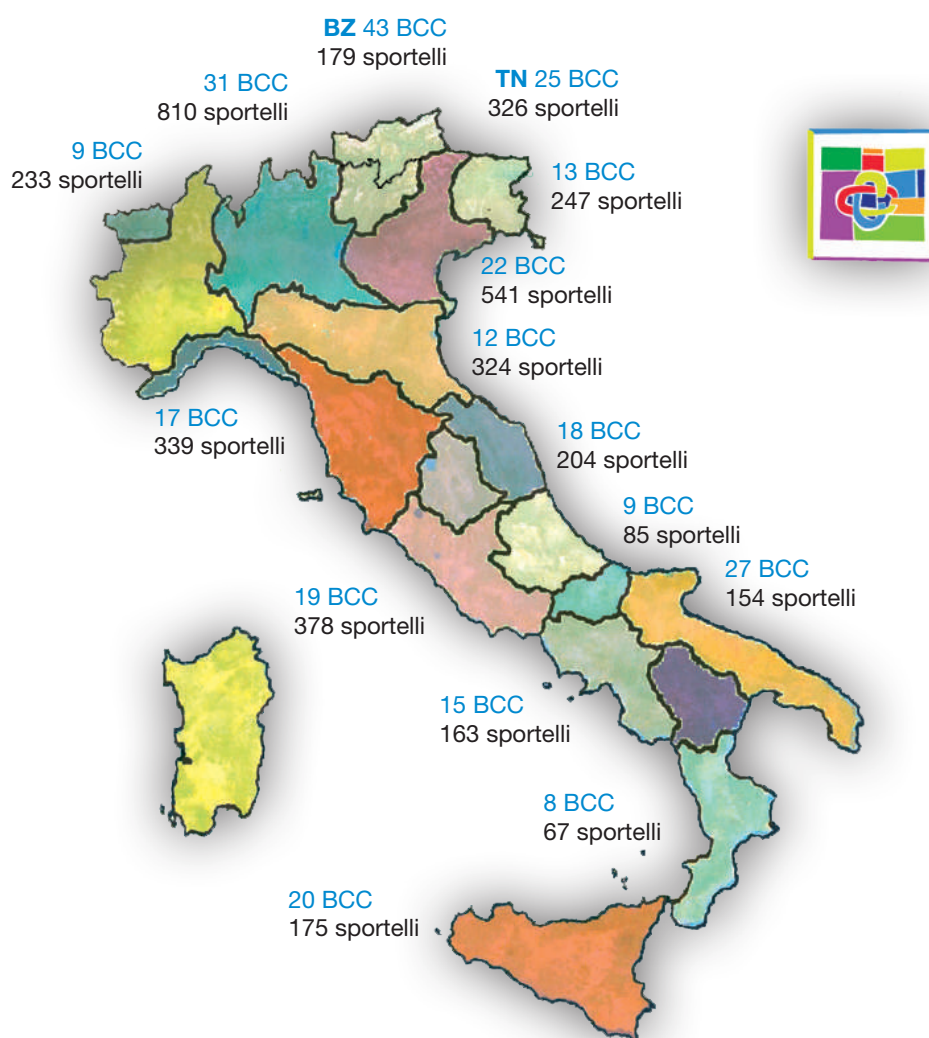 BZ 43 BCC
179 sportelli
31 BCC
810 sportelli
TN 25 BCC
326 sportelli
9 BCC
233 sportelli
13 BCC
247 sportelli
22 BCC
541 sportelli
12 BCC
324 sportelli
17 BCC
339 sportelli
18 BCC
204 sportelli
9 BCC
85 sportelli
27 BCC
154 sportelli
19 BCC
378 sportelli
15 BCC
163 sportelli
8 BCC
67 sportelli
20 BCC
175 sportelli